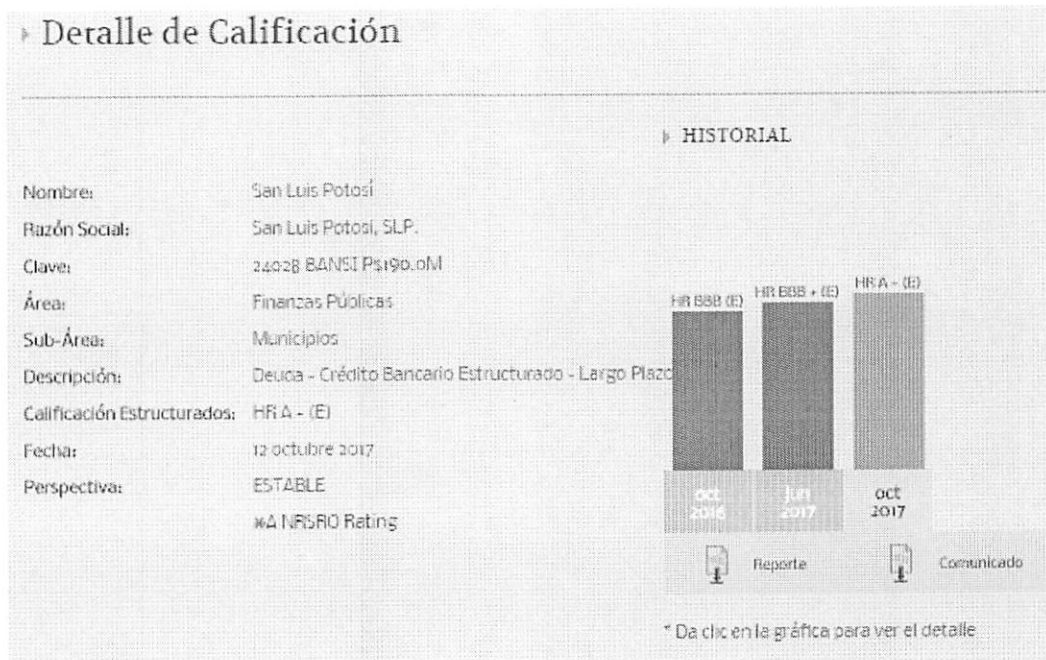 Detalle de Calificación
HISTORIAL
Nombre: San Luis Potosí
Razón Social: San Luis Potosí, SLP.
Clave: 24028 BANSI P$190.0M
Área: Finanzas Públicas
Sub-Área: Municipios
Descripción: Deuda - Crédito Bancario Estructurado - Largo Plazo
Calificación Estructurados: HR A - (E)
Fecha: 12 octubre 2017
Perspectiva: ESTABLE
*A NRSRO Rating
HR BBB (E) HR BBB + (E) HR A - (E)
oct 2016 jun 2017 oct 2017
Reporte Comunicado
* Da clic en la gráfica para ver el detalle